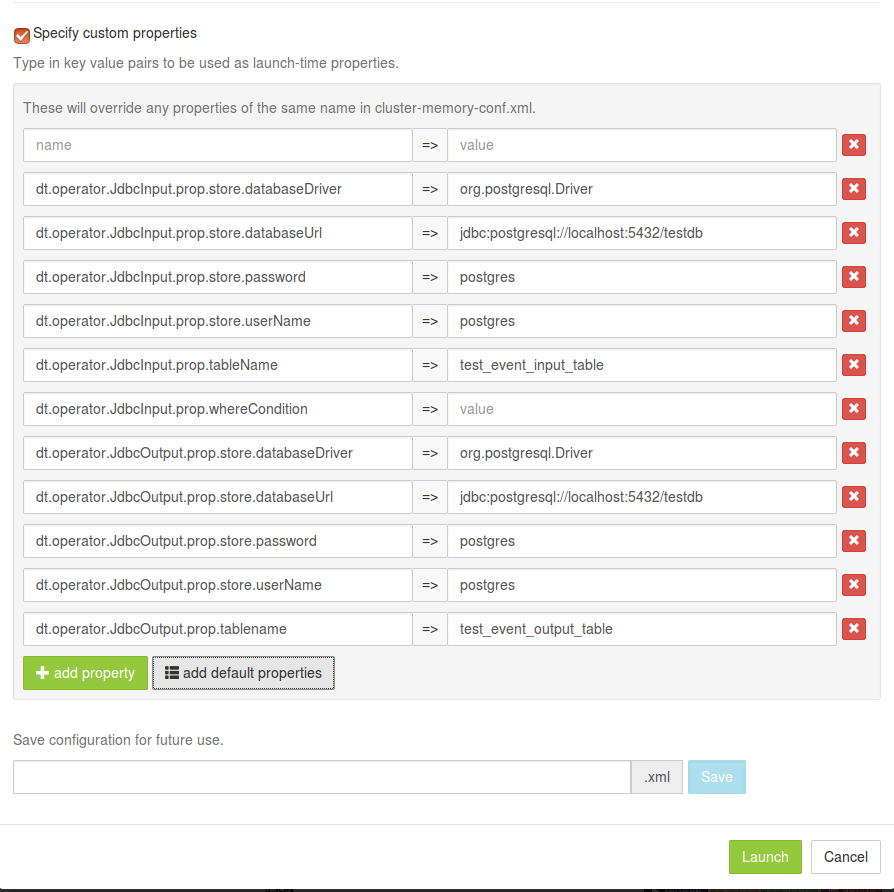 Specify custom properties
Type in key value pairs to be used as launch-time properties.
These will override any properties of the same name in cluster-memory-conf.xml.
name => value
dt.operator.JdbcInput.prop.store.databaseDriver => org.postgresql.Driver
dt.operator.JdbcInput.prop.store.databaseUrl => jdbc:postgresql://localhost:5432/testdb
dt.operator.JdbcInput.prop.store.password => postgres
dt.operator.JdbcInput.prop.store.userName => postgres
dt.operator.JdbcInput.prop.tableName => test_event_input_table
dt.operator.JdbcInput.prop.whereCondition => value
dt.operator.JdbcOutput.prop.store.databaseDriver => org.postgresql.Driver
dt.operator.JdbcOutput.prop.store.databaseUrl => jdbc:postgresql://localhost:5432/testdb
dt.operator.JdbcOutput.prop.store.password => postgres
dt.operator.JdbcOutput.prop.store.userName => postgres
dt.operator.JdbcOutput.prop.tablename => test_event_output_table
add property add default properties
Save configuration for future use.
.xml Save
Launch Cancel